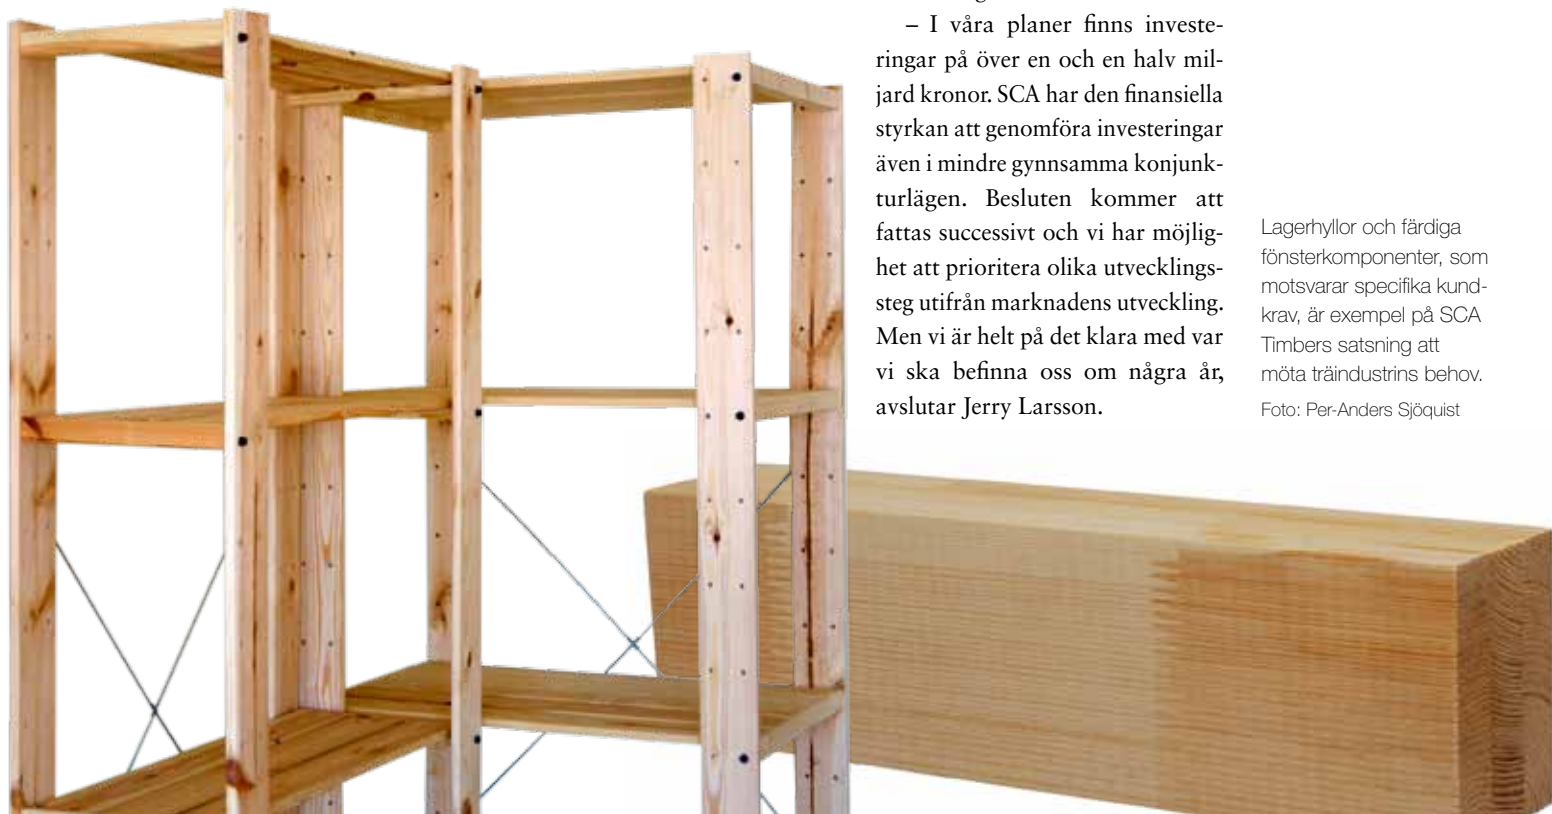 – I våra planer finns investe-
ringar på över en och en halv mil-
jard kronor. SCA har den finansiella
styrkan att genomföra investeringar
även i mindre gynnsamma konjunk-
turlägen. Besluten kommer att
fattas successivt och vi har möjlig-
het att prioritera olika utvecklings-
steg utifrån marknadens utveckling.
Men vi är helt på det klara med var
vi ska befinna oss om några år,
avslutar Jerry Larsson.
Lagerhyllor och färdiga
fönsterkomponenter, som
motsvarar specifika kund-
krav, är exempel på SCA
Timbers satsning att
möta träindustrins behov.
Foto: Per-Anders Sjöquist